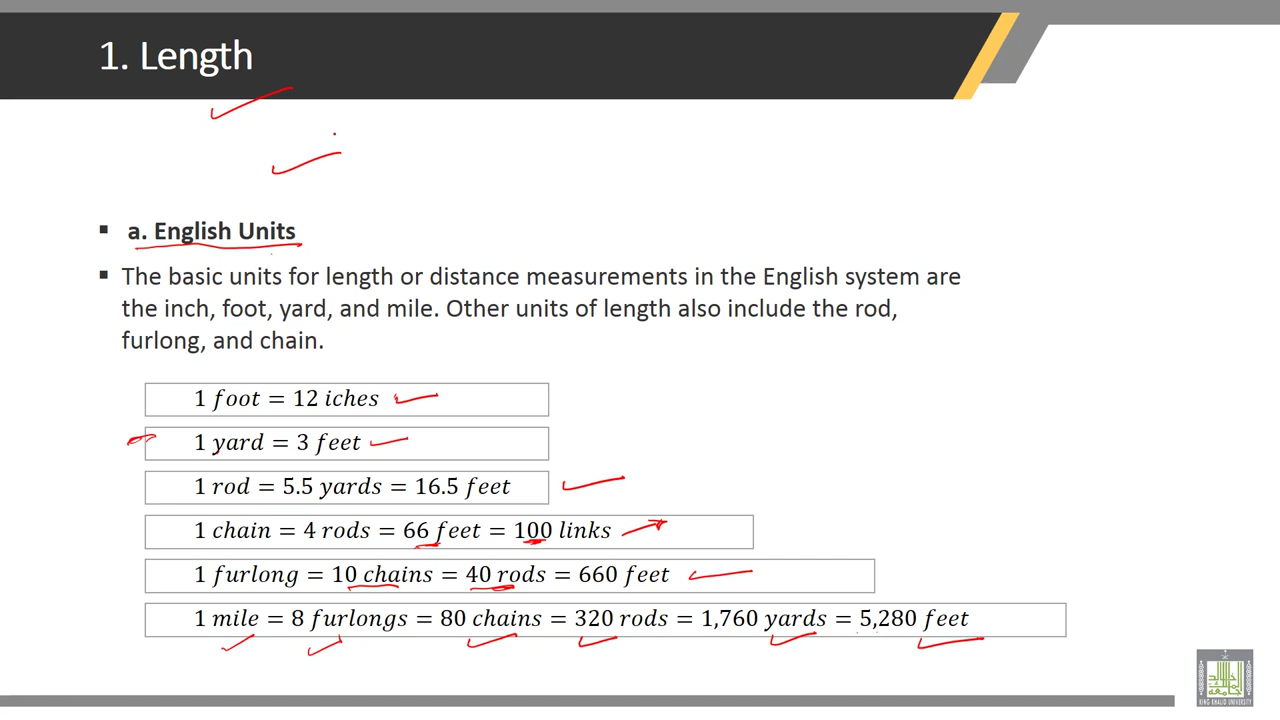 1. Length
a. English Units
The basic units for length or distance measurements in the English system are
the inch, foot, yard, and mile. Other units of length also include the rod,
furlong, and chain.
1 foot = 12 iches
1 yard = 3 feet
1 rod = 5.5 yards = 16.5 feet
1 chain = 4 rods = 66 feet = 100 links
1 furlong = 10 chains = 40 rods = 660 feet
1 mile = 8 furlongs = 80 chains = 320 rods = 1,760 yards = 5,280 feet
KING KHALID UNIVERSITY